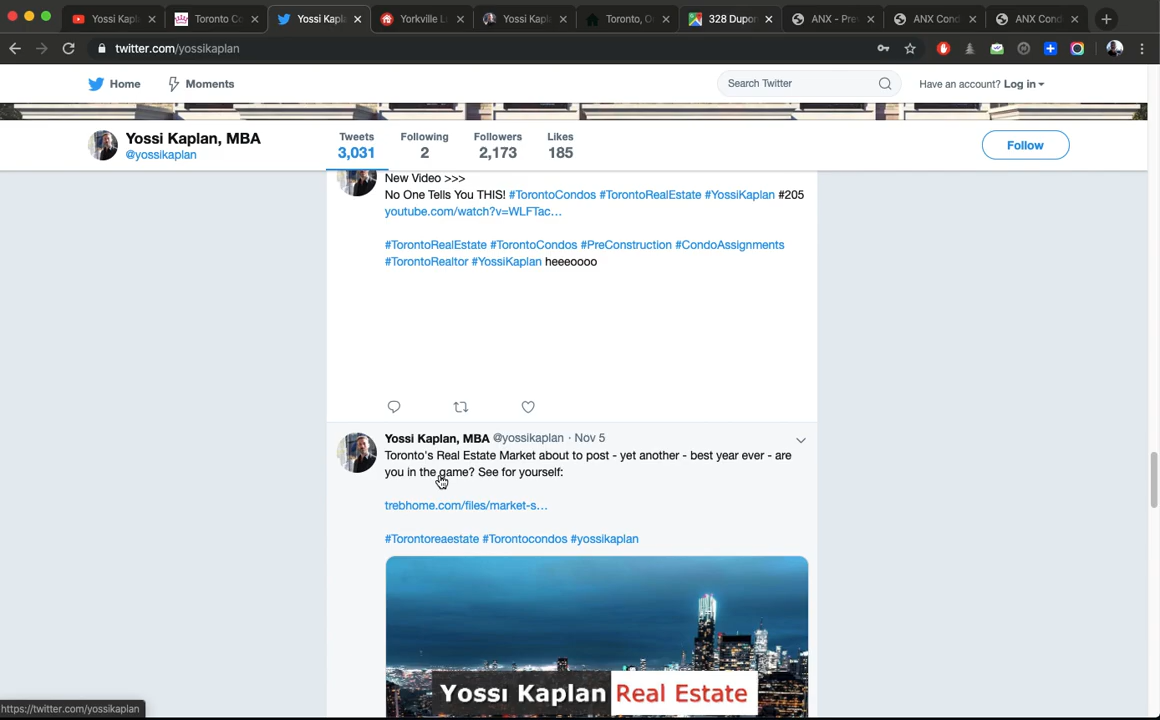 Yossi Kapl
Toronto Co
Yossi Kapl
Yorkville L
Yossi Kapl
Toronto, O
328 Dupon
ANX - Pre
ANX Cond
ANX Cond
twitter.com/yossikaplan
Home
Moments
Search Twitter
Have an account? Log in
Yossi Kaplan, MBA
@yossikaplan
Tweets
3,031
Following
2
Followers
2,173
Likes
185
Follow
New Video >>>
No One Tells You THIS! #TorontoCondos #TorontoRealEstate #YossiKaplan #205
youtube.com/watch?v=WLFTac…
#TorontoRealEstate #TorontoCondos #PreConstruction #CondoAssignments
#TorontoRealtor #YossiKaplan heeeoooo
Yossi Kaplan, MBA @yossikaplan · Nov 5
Toronto's Real Estate Market about to post - yet another - best year ever - are
you in the game? See for yourself:
trebhome.com/files/market-s…
#Torontoreaestate #Torontocondos #yossikaplan
Yossi Kaplan Real Estate
https://twitter.com/yossikaplan